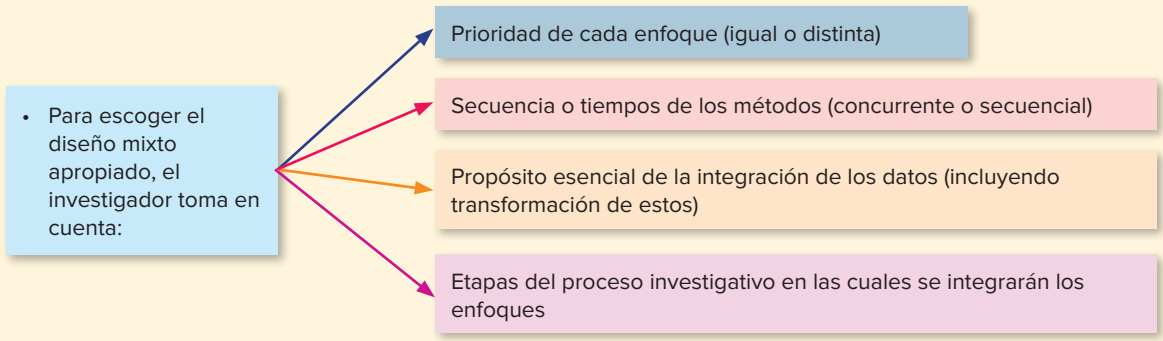 • Para escoger el
diseño mixto
apropiado, el
investigador toma en
cuenta:
Prioridad de cada enfoque (igual o distinta)
Secuencia o tiempos de los métodos (concurrente o secuencial)
Propósito esencial de la integración de los datos (incluyendo
transformación de estos)
Etapas del proceso investigativo en las cuales se integrarán los
enfoques